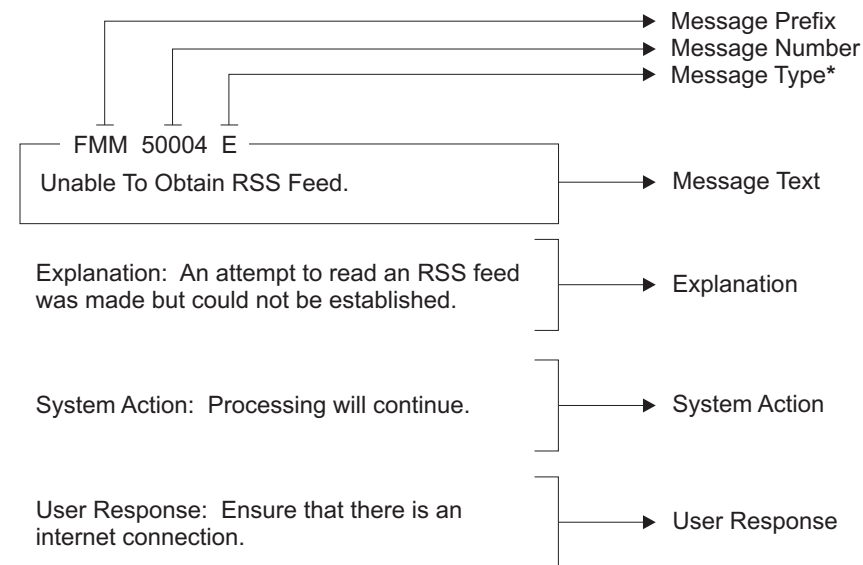 Message Prefix
Message Number
Message Type*
FMM 50004 E
Unable To Obtain RSS Feed.
Message Text
Explanation: An attempt to read an RSS feed
was made but could not be established.
Explanation
System Action: Processing will continue.
System Action
User Response: Ensure that there is an
internet connection.
User Response